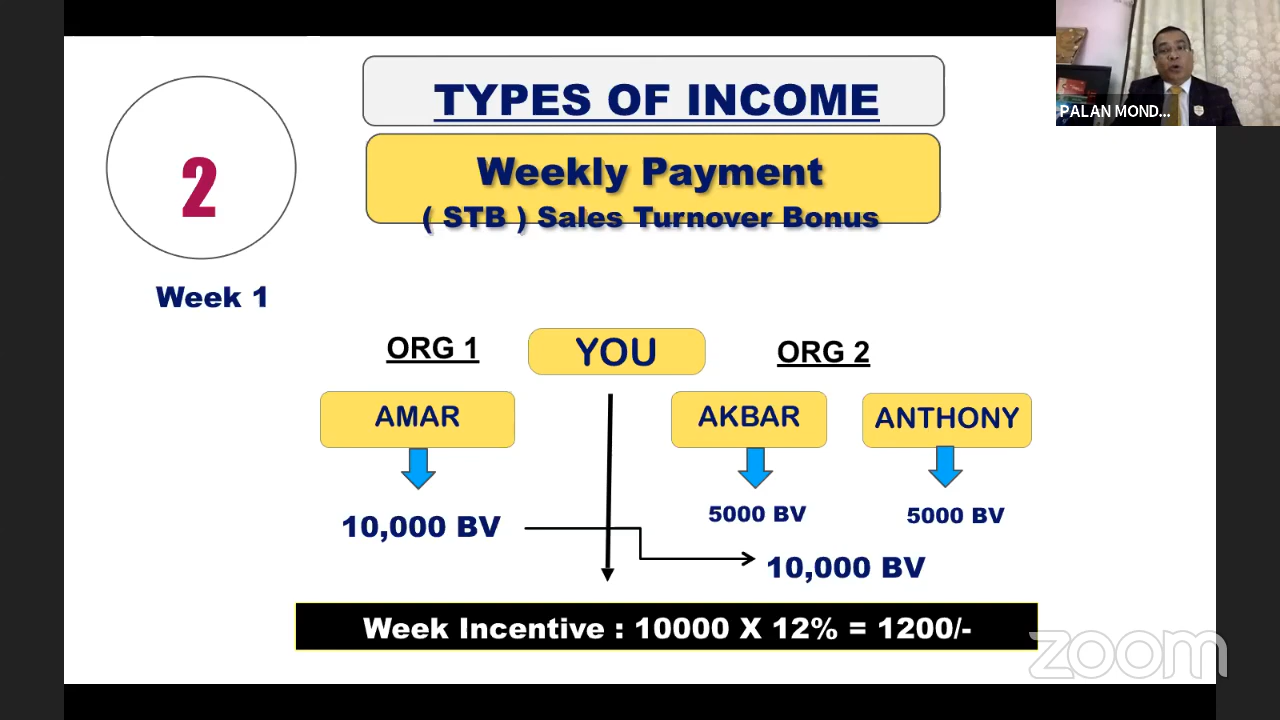 TYPES OF INCOME
PALAN MOND...
2
Weekly Payment
( STB ) Sales Turnover Bonus
Week 1
ORG 1
YOU
ORG 2
AMAR
AKBAR
ANTHONY
10,000 BV
5000 BV
5000 BV
10,000 BV
Week Incentive : 10000 X 12% = 1200/-
zoom